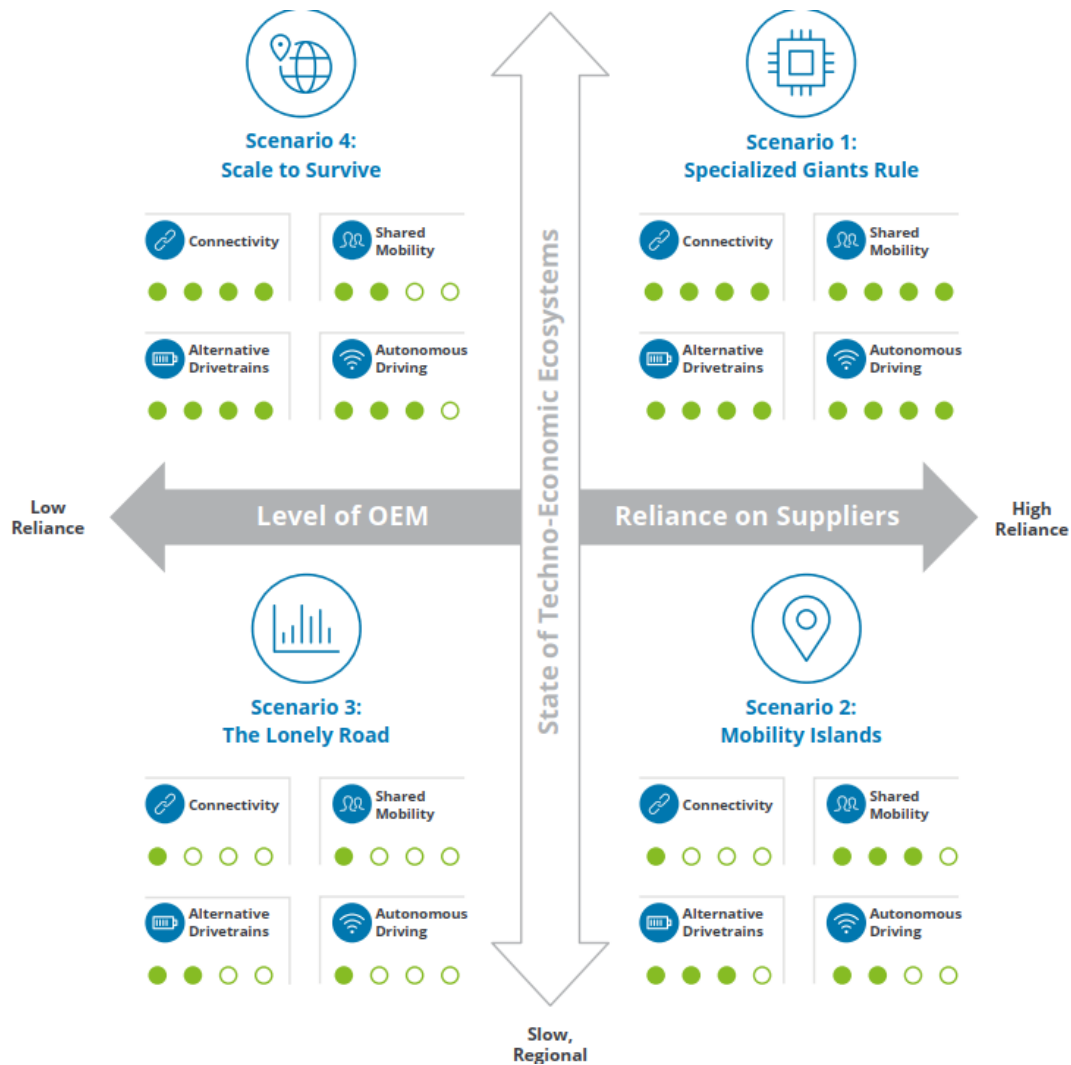 Scenario 4:
Scale to Survive
Connectivity
Shared
Mobility
Alternative
Drivetrains
Autonomous
Driving
Scenario 1:
Specialized Giants Rule
Connectivity
Shared
Mobility
Alternative
Drivetrains
Autonomous
Driving
State of Techno-Economic Ecosystems
Low
Reliance
Level of OEM
Reliance on Suppliers
High
Reliance
Scenario 3:
The Lonely Road
Connectivity
Shared
Mobility
Alternative
Drivetrains
Autonomous
Driving
Scenario 2:
Mobility Islands
Connectivity
Shared
Mobility
Alternative
Drivetrains
Autonomous
Driving
Slow,
Regional